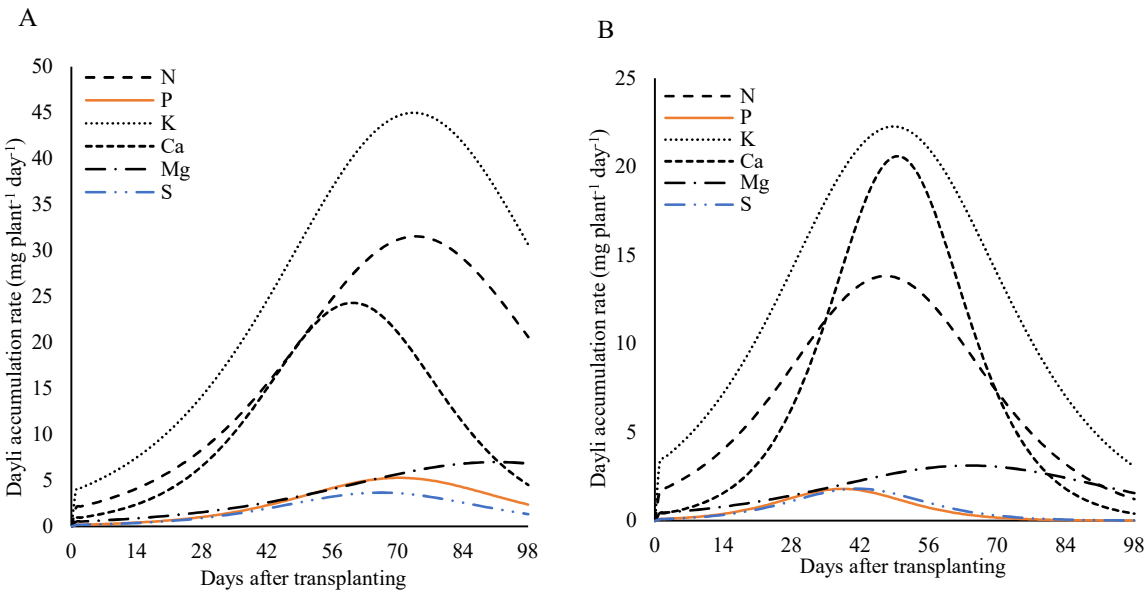 A
Dayli accumulation rate (mg plant⁻¹ day⁻¹)
50
45
40
35
30
25
20
15
10
5
0
N
P
K
Ca
Mg
S
0 14 28 42 56 70 84 98
Days after transplanting
B
Dayli accumulation rate (mg plant⁻¹ day⁻¹)
25
20
15
10
5
0
N
P
K
Ca
Mg
S
0 14 28 42 56 70 84 98
Days after transplanting